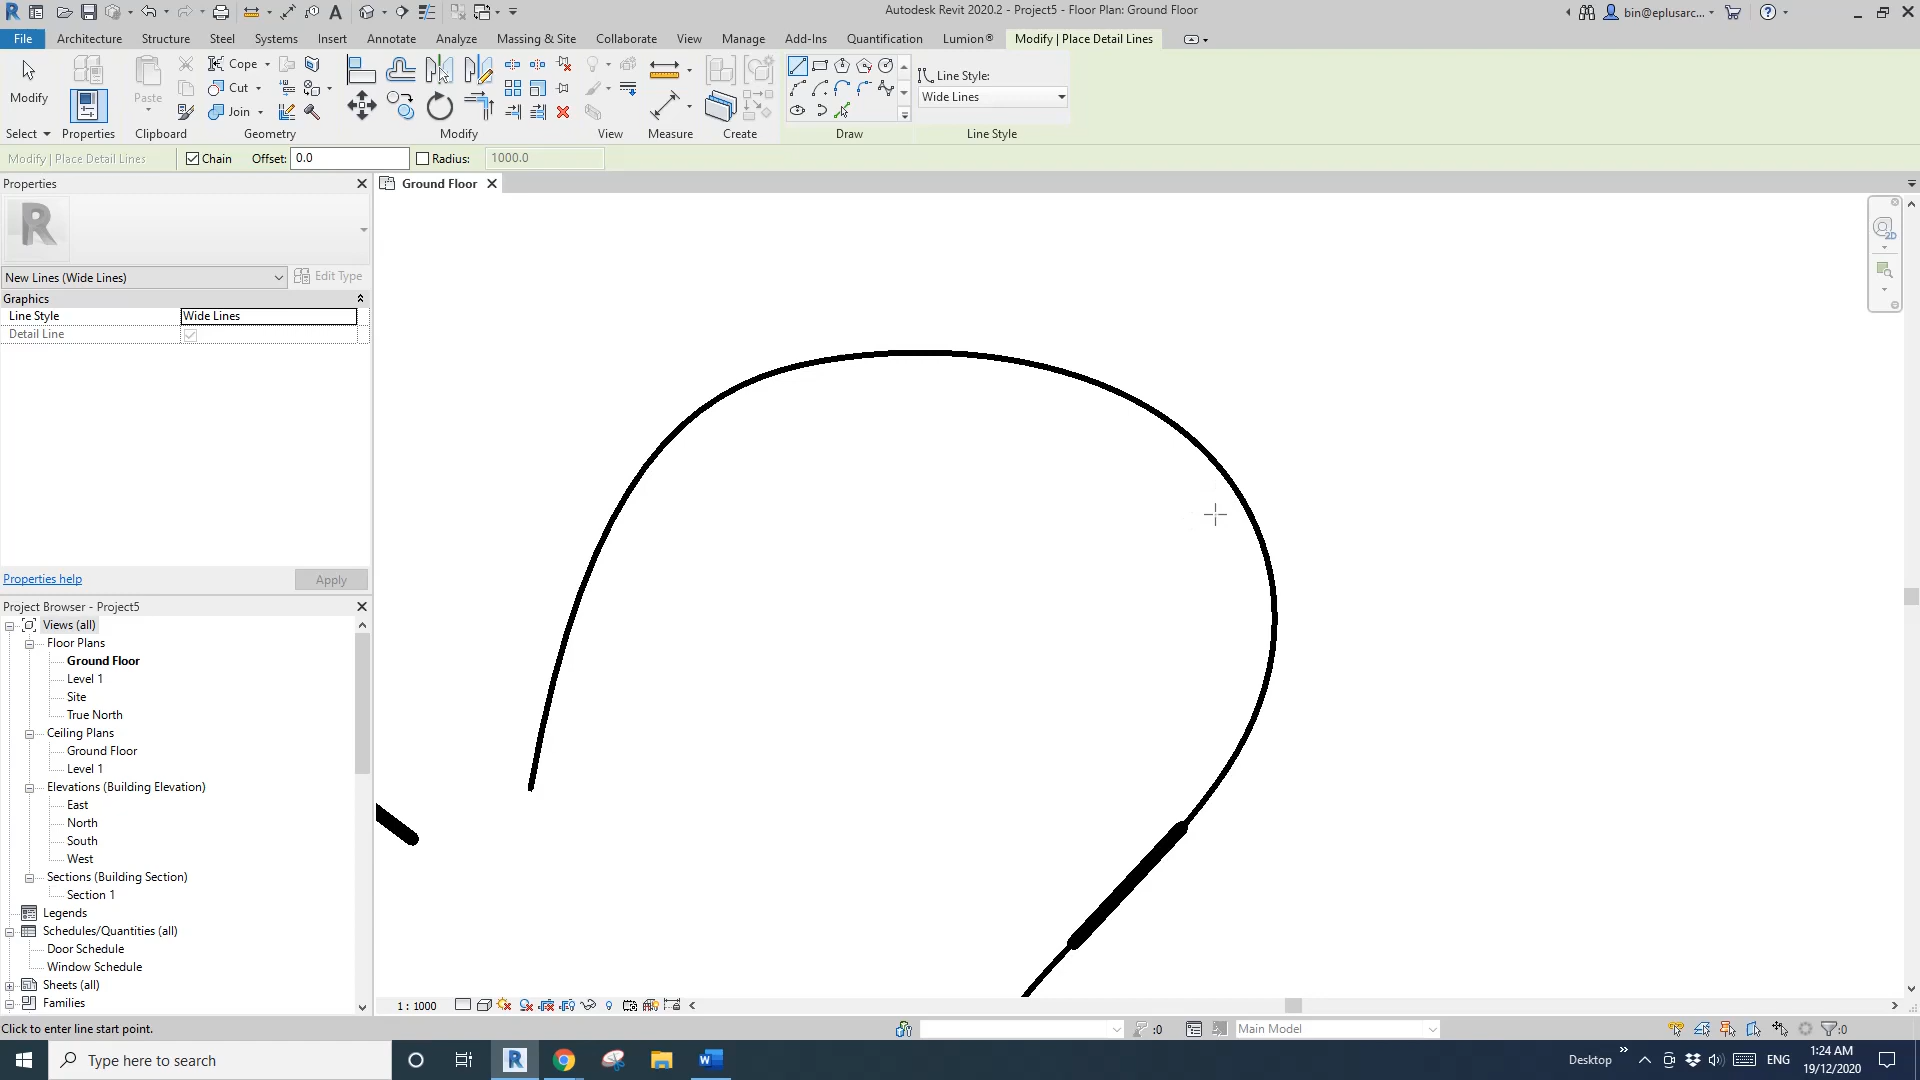 Autodesk Revit 2020.2 - Project5 - Floor Plan: Ground Floor
bin@eplusarc...
File Architecture Structure Steel Systems Insert Annotate Analyze Massing & Site Collaborate View Manage Add-Ins Quantification Lumion® Modify | Place Detail Lines
Modify
Paste
Cope
Cut
Join
Line Style:
Wide Lines
Select Properties Clipboard Geometry Modify View Measure Create Draw Line Style
Modify | Place Detail Lines Chain Offset: 0.0 Radius: 1000.0
Properties
Ground Floor
New Lines (Wide Lines) Edit Type
Graphics
Line Style Wide Lines
Detail Line
Properties help Apply
Project Browser - Project5
Views (all)
Floor Plans
Ground Floor
Level 1
Site
True North
Ceiling Plans
Ground Floor
Level 1
Elevations (Building Elevation)
East
North
South
West
Sections (Building Section)
Section 1
Legends
Schedules/Quantities (all)
Door Schedule
Window Schedule
Sheets (all)
Families
2D
1 : 1000
Click to enter line start point.
:0
Main Model
:0
Type here to search
Desktop
ENG
1:24 AM
19/12/2020